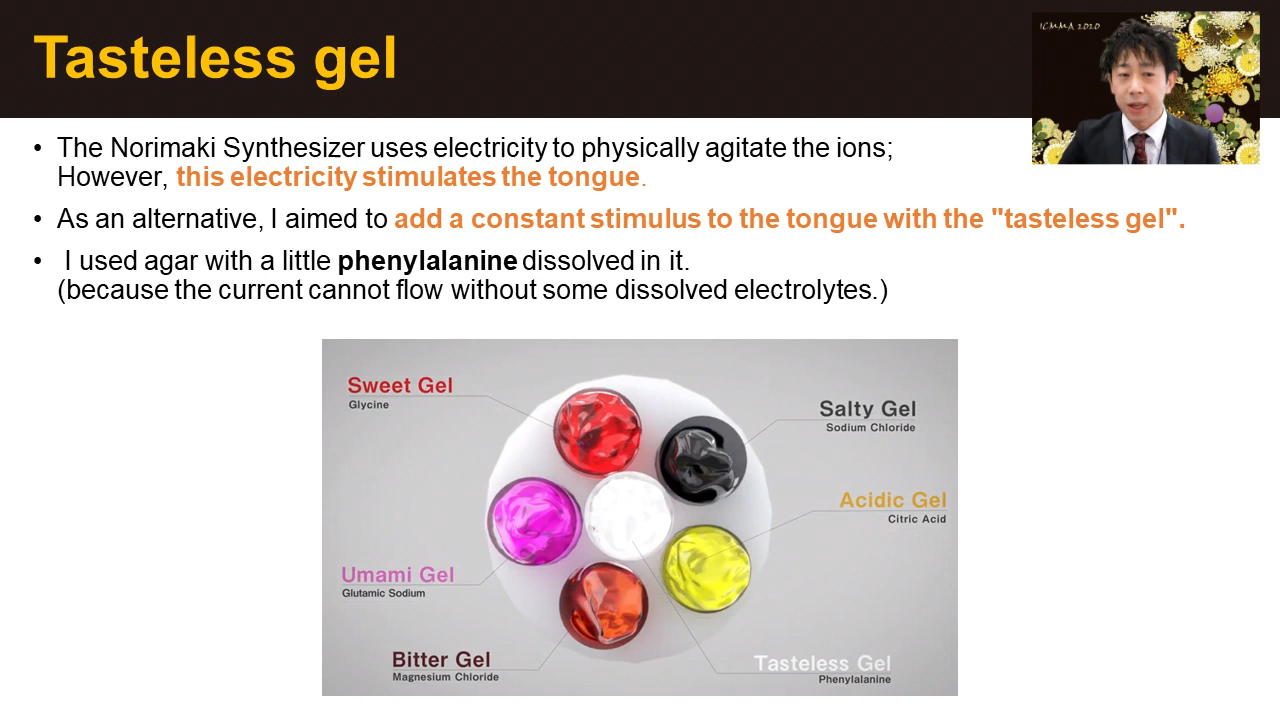 Tasteless gel
ICMMA 2020
• The Norimaki Synthesizer uses electricity to physically agitate the ions;
However, this electricity stimulates the tongue.
• As an alternative, I aimed to add a constant stimulus to the tongue with the "tasteless gel".
• I used agar with a little phenylalanine dissolved in it.
(because the current cannot flow without some dissolved electrolytes.)
Sweet Gel
Glycine
Salty Gel
Sodium Chloride
Acidic Gel
Citric Acid
Umami Gel
Glutamic Sodium
Bitter Gel
Magnesium Chloride
Tasteless Gel
Phenylalanine